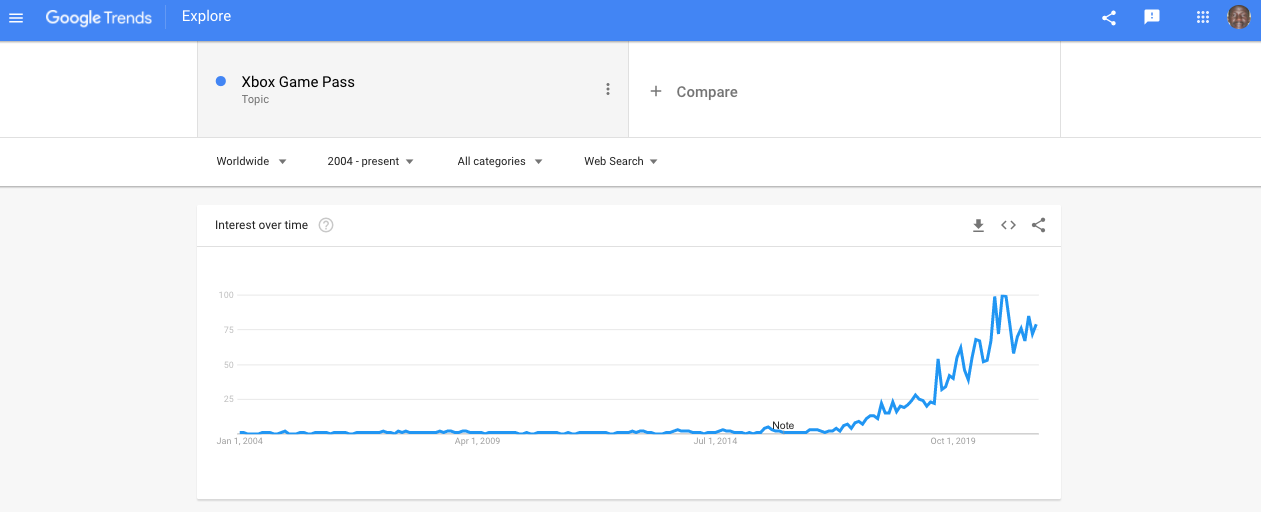 Google Trends
Explore
Xbox Game Pass
Topic
+ Compare
Worldwide
2004 - present
All categories
Web Search
Interest over time
?
100
75
50
25
Note
Jan 1, 2004
Apr 1, 2009
Jul 1, 2014
Oct 1, 2019